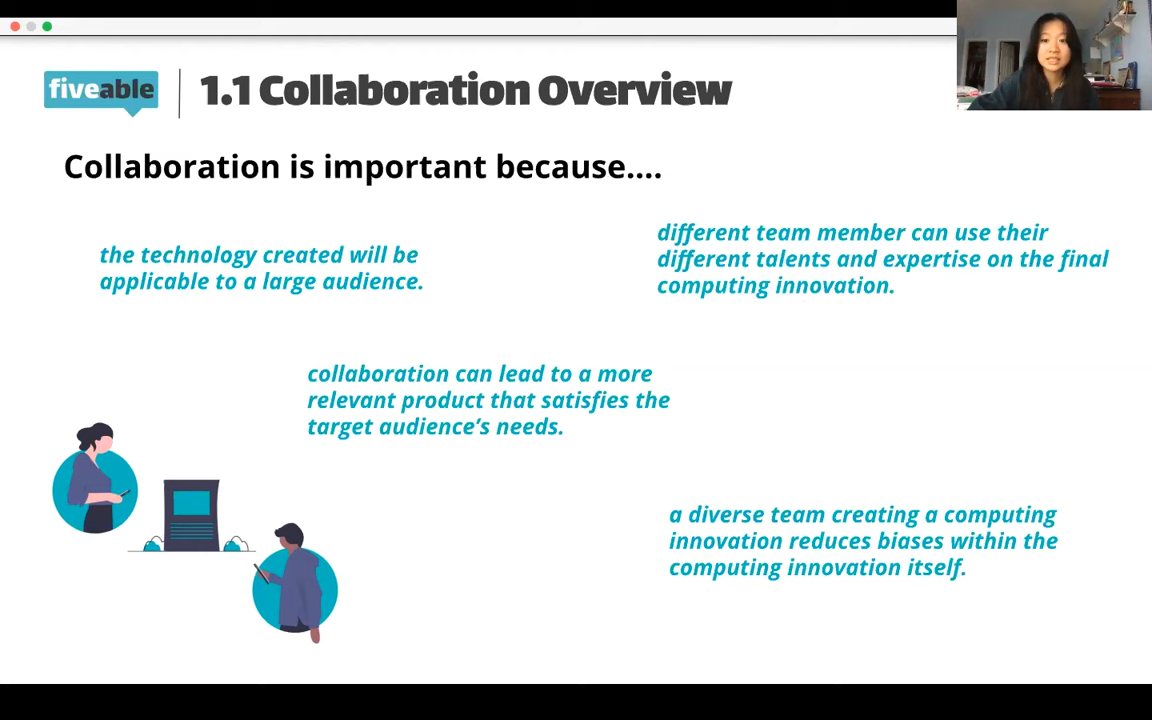 fiveable
1.1 Collaboration Overview
Collaboration is important because....
the technology created will be
applicable to a large audience.
different team member can use their
different talents and expertise on the final
computing innovation.
collaboration can lead to a more
relevant product that satisfies the
target audience’s needs.
a diverse team creating a computing
innovation reduces biases within the
computing innovation itself.